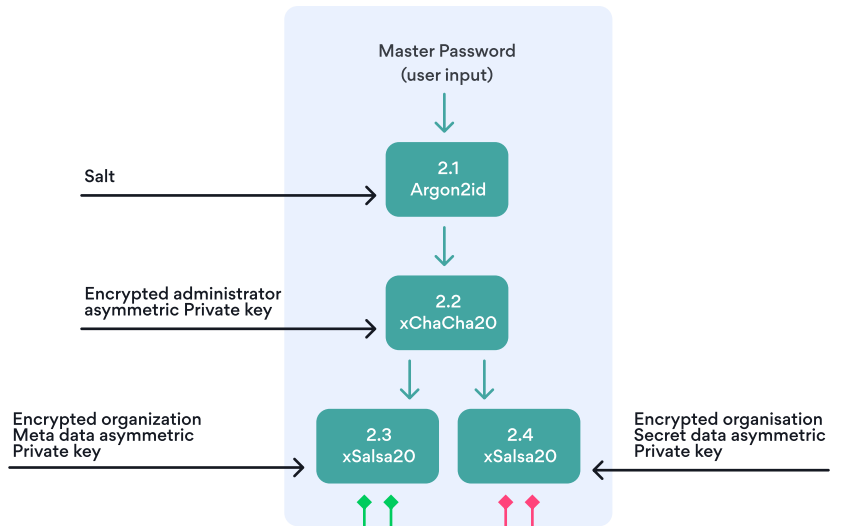 Master Password
(user input)
2.1
Argon2id
Salt
2.2
xChaCha20
Encrypted administrator
asymmetric Private key
2.3
xSalsa20
2.4
xSalsa20
Encrypted organization
Meta data asymmetric
Private key
Encrypted organisation
Secret data asymmetric
Private key